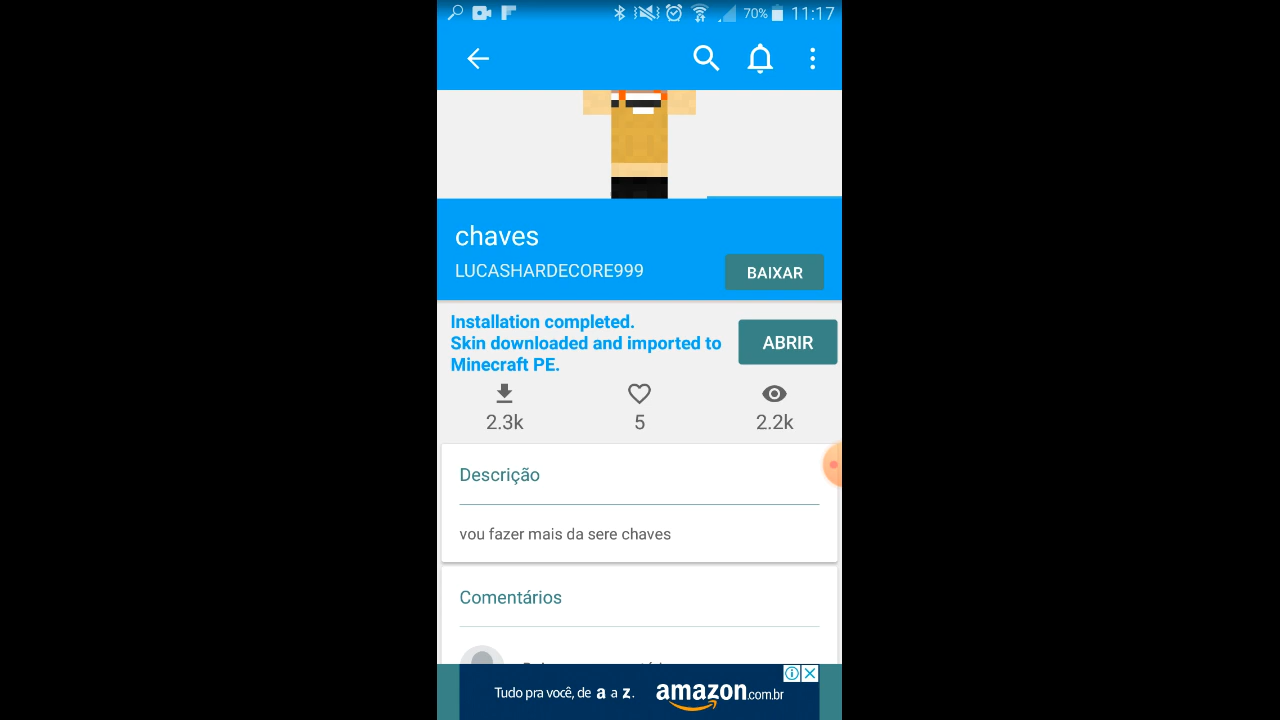 70% 11:17
chaves
LUCASHARDECORE999
BAIXAR
Installation completed.
Skin downloaded and imported to
Minecraft PE.
ABRIR
2.3k 5 2.2k
Descrição
vou fazer mais da sere chaves
Comentários
Tudo pra você, de a a z. amazon.com.br